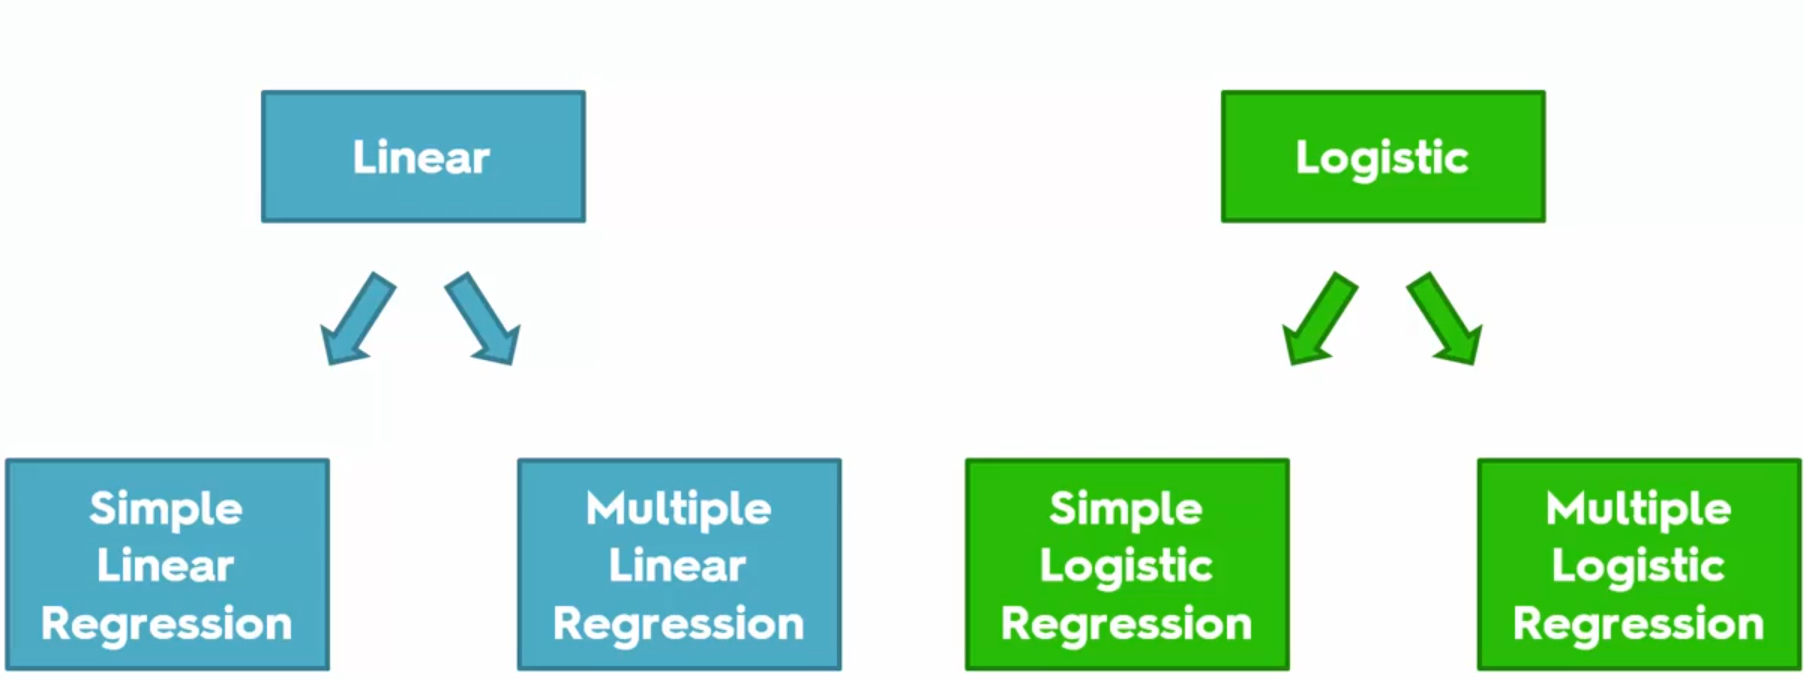 Linear
Logistic
Simple
Linear
Regression
Multiple
Linear
Regression
Simple
Logistic
Regression
Multiple
Logistic
Regression